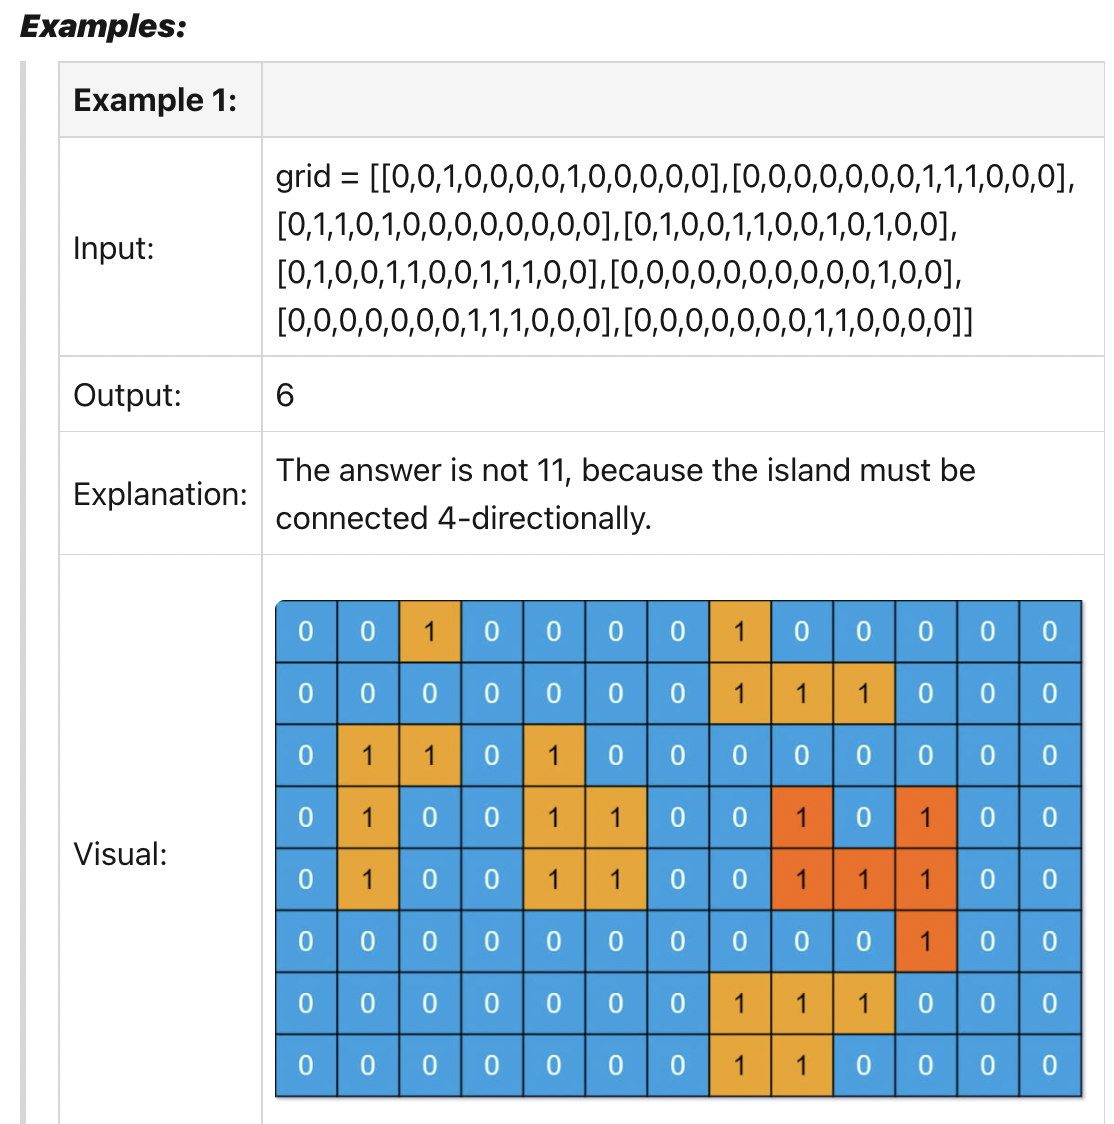 Examples:
Example 1:
Input:
grid = [[0,0,1,0,0,0,0,1,0,0,0,0,0],[0,0,0,0,0,0,0,1,1,1,0,0,0],
[0,1,1,0,1,0,0,0,0,0,0,0,0],[0,1,0,0,1,1,0,0,1,0,1,0,0],
[0,1,0,0,1,1,0,0,1,1,1,0,0],[0,0,0,0,0,0,0,0,0,0,1,0,0],
[0,0,0,0,0,0,0,1,1,1,0,0,0],[0,0,0,0,0,0,0,1,1,0,0,0,0]]
Output:
6
Explanation:
The answer is not 11, because the island must be
connected 4-directionally.
Visual:
0 0 1 0 0 0 0 1 0 0 0 0 0
0 0 0 0 0 0 0 1 1 1 0 0 0
0 1 1 0 1 0 0 0 0 0 0 0 0
0 1 0 0 1 1 0 0 1 0 1 0 0
0 1 0 0 1 1 0 0 1 1 1 0 0
0 0 0 0 0 0 0 0 0 0 1 0 0
0 0 0 0 0 0 0 1 1 1 0 0 0
0 0 0 0 0 0 0 1 1 0 0 0 0